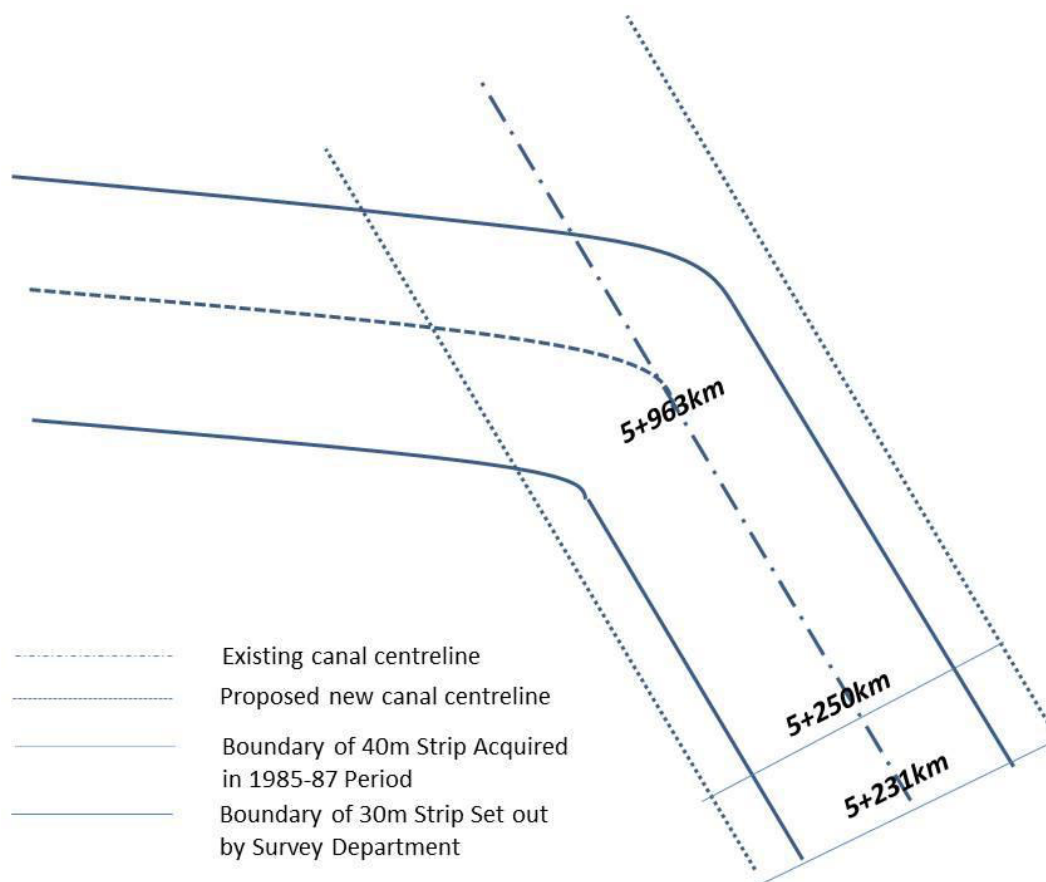 5+963km
5+250km
5+231km
Existing canal centreline
Proposed new canal centreline
Boundary of 40m Strip Acquired
in 1985-87 Period
Boundary of 30m Strip Set out
by Survey Department